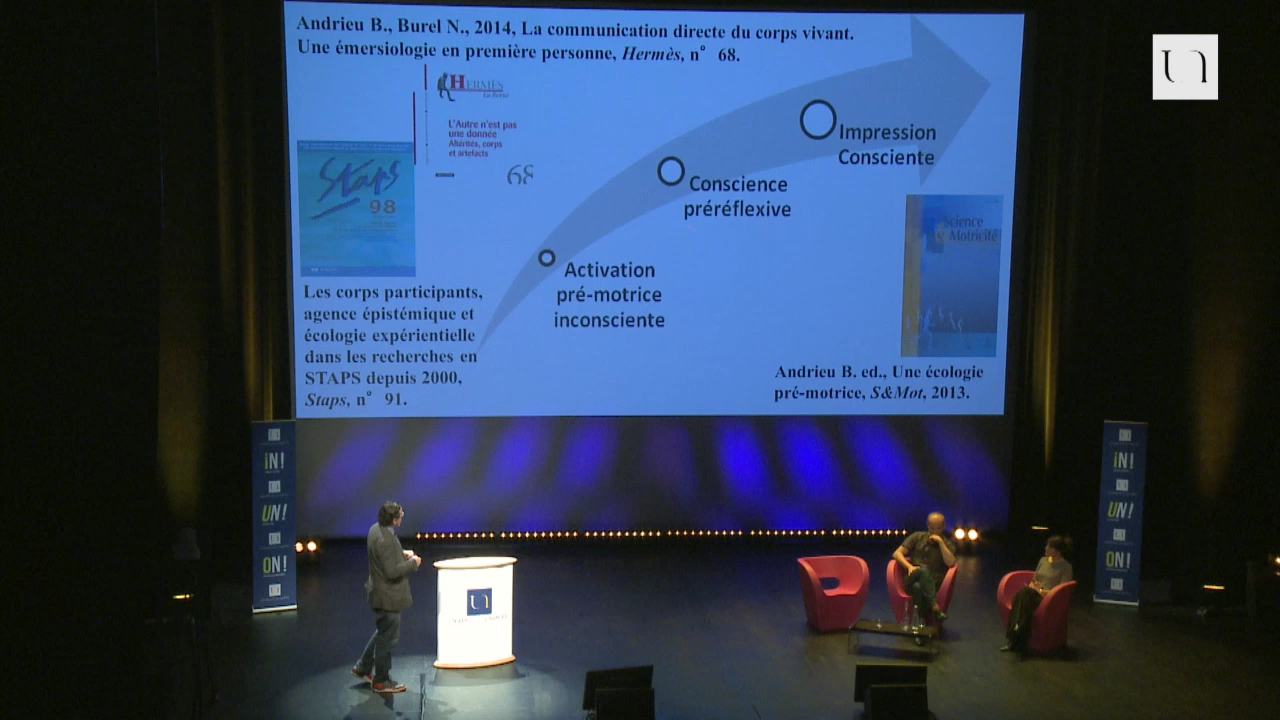 Andrieu B., Burel N., 2014, La communication directe du corps vivant.
Une émersiologie en première personne, Hermès, n° 68.
HERMÈS
La Revue
L'Autre n'est pas
une donnée
Altérités, corps
et artefacts
68
Staps
98
Impression
Consciente
Conscience
préréflexive
Activation
pré-motrice
inconsciente
Science
& Motricité
Les corps participants,
agence épistémique et
écologie expérientielle
dans les recherches en
STAPS depuis 2000,
Staps, n° 91.
Andrieu B. ed., Une écologie
pré-motrice, S&Mot, 2013.
iN!
UN!
ON!
iN!
UN!
ON!